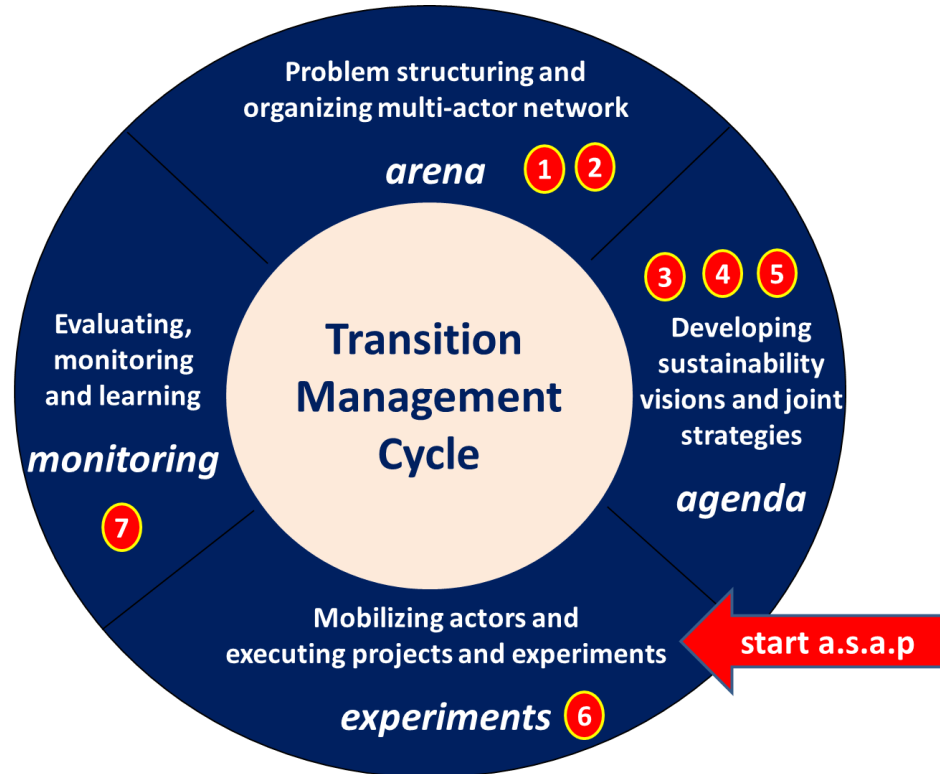 Problem structuring and
organizing multi-actor network
arena 1 2
3 4 5
Developing
sustainability
visions and joint
strategies
agenda
Evaluating,
monitoring
and learning
monitoring
7
Transition
Management
Cycle
Mobilizing actors and
executing projects and experiments
experiments 6
start a.s.a.p